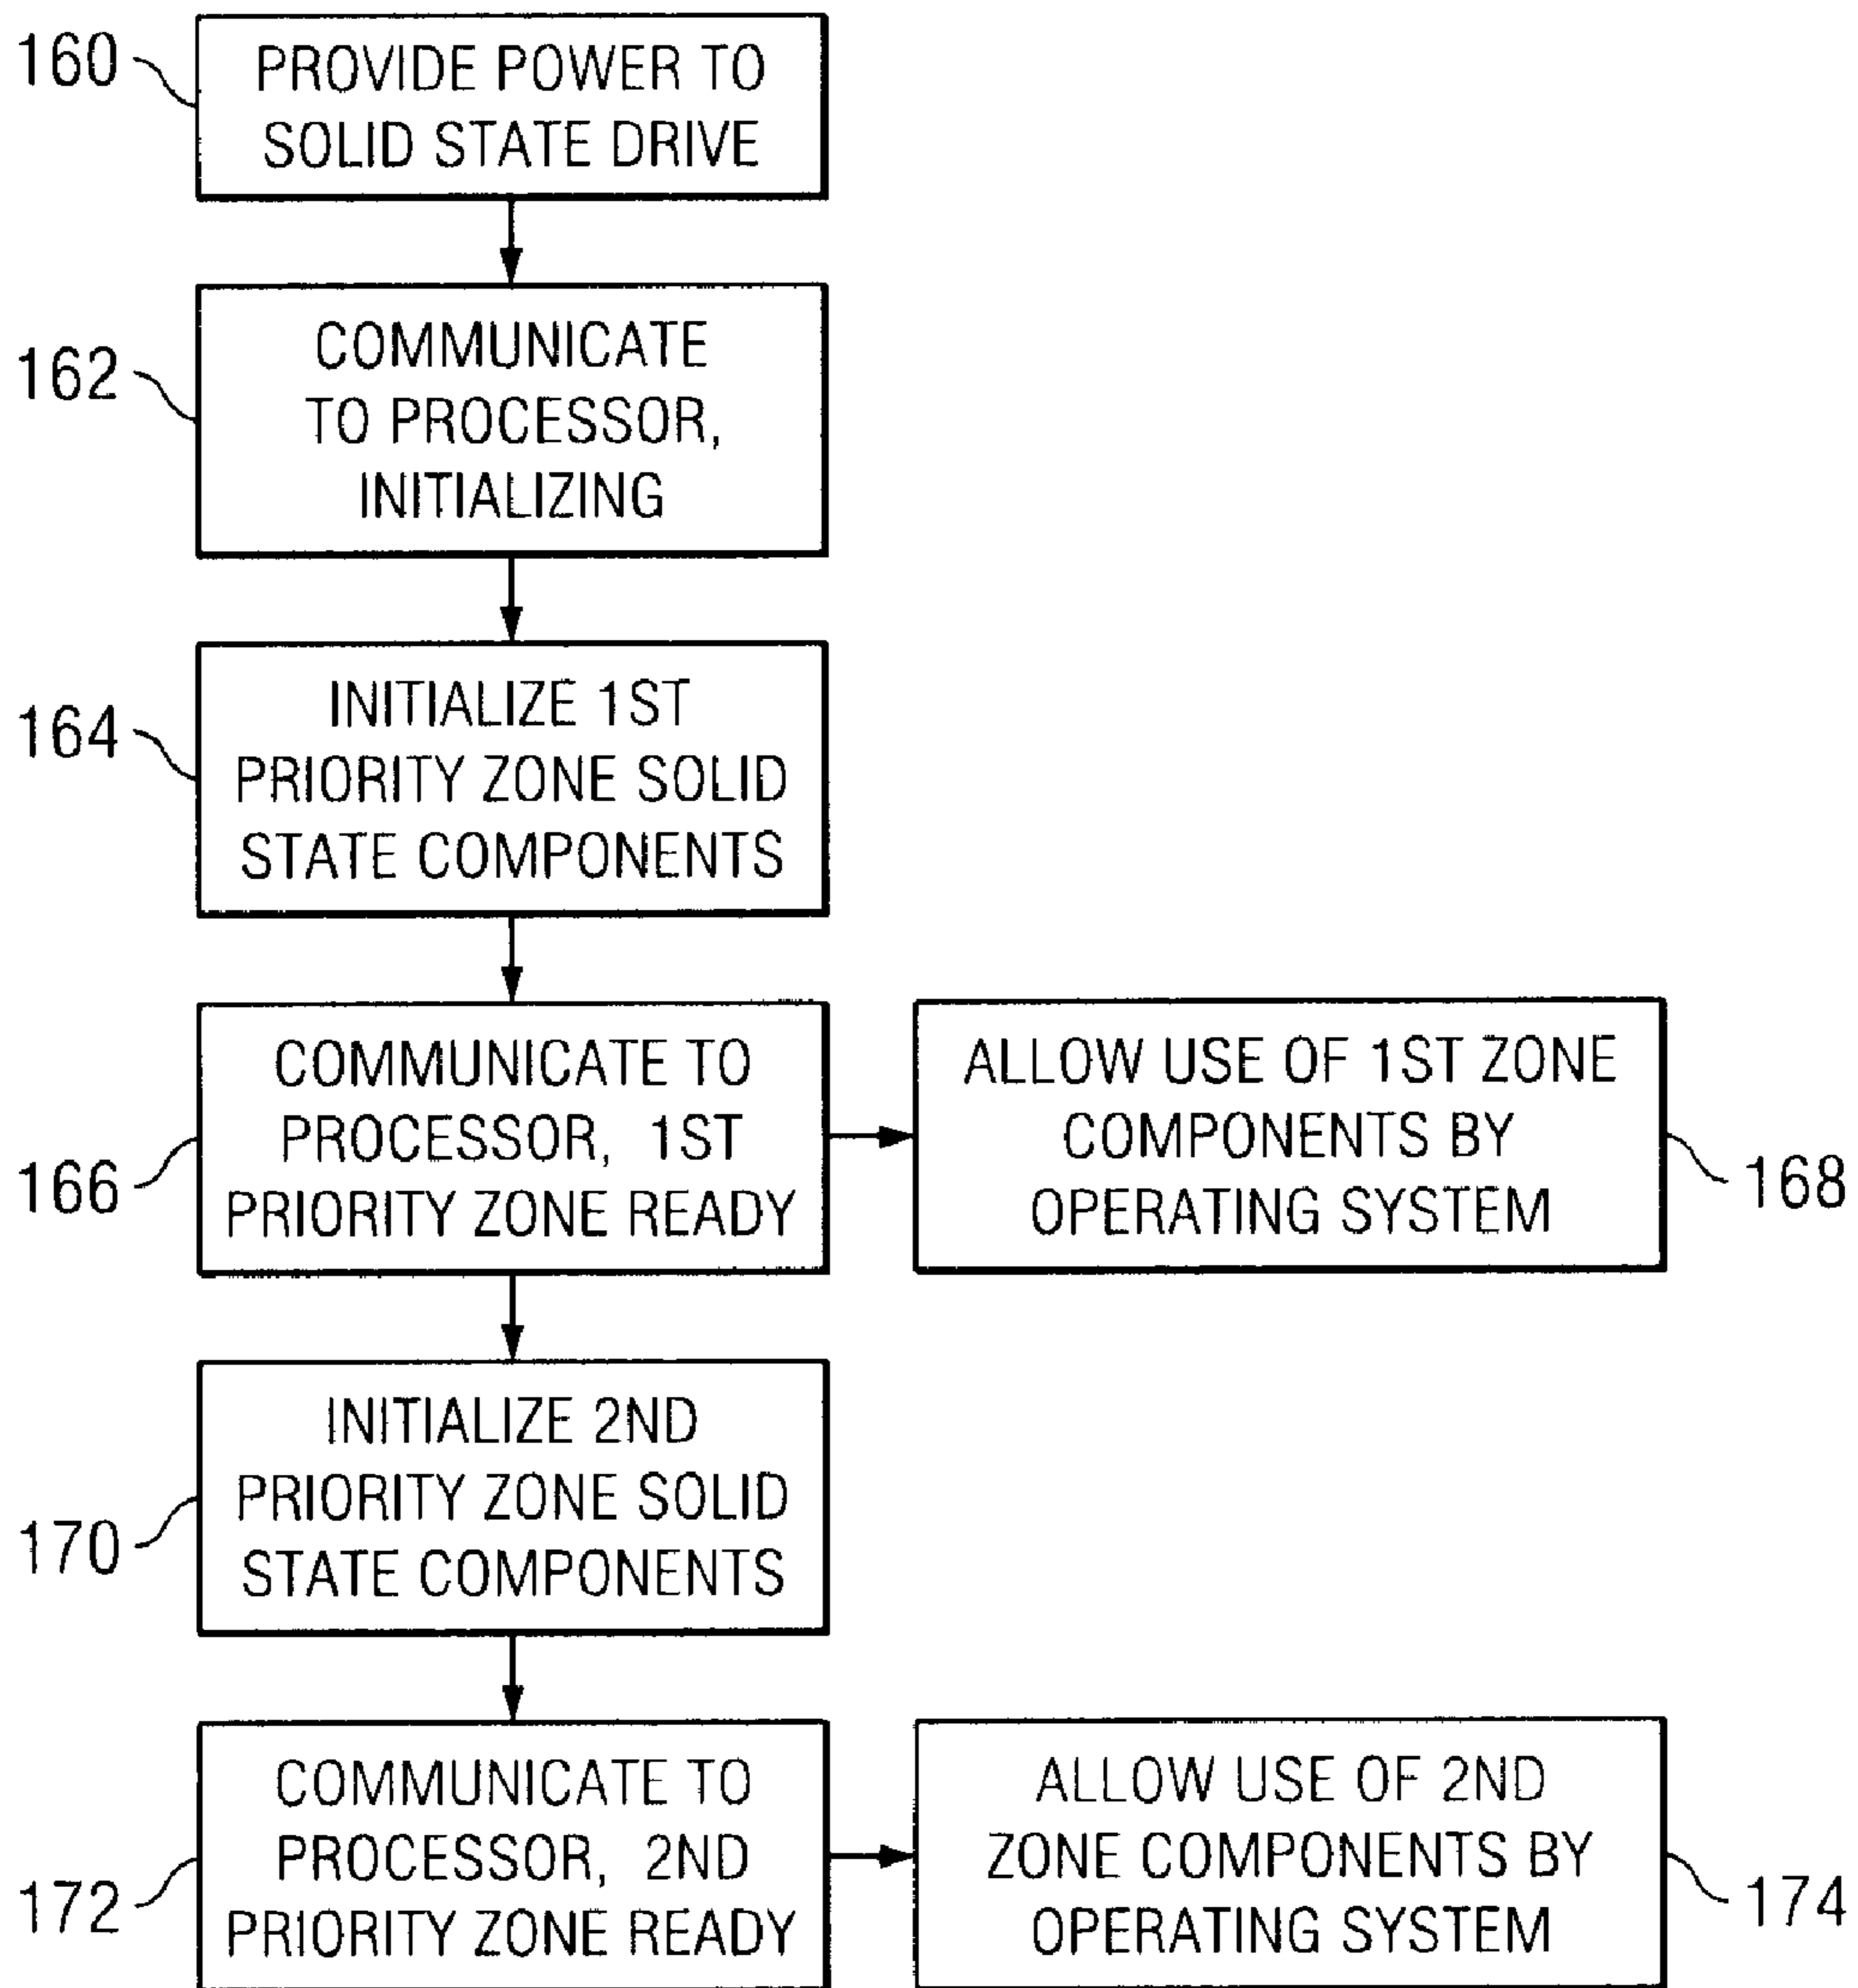 160
PROVIDE POWER TO
SOLID STATE DRIVE
162
COMMUNICATE
TO PROCESSOR,
INITIALIZING
164
INITIALIZE 1ST
PRIORITY ZONE SOLID
STATE COMPONENTS
166
COMMUNICATE TO
PROCESSOR, 1ST
PRIORITY ZONE READY
ALLOW USE OF 1ST ZONE
COMPONENTS BY
OPERATING SYSTEM
168
170
INITIALIZE 2ND
PRIORITY ZONE SOLID
STATE COMPONENTS
172
COMMUNICATE TO
PROCESSOR, 2ND
PRIORITY ZONE READY
ALLOW USE OF 2ND
ZONE COMPONENTS BY
OPERATING SYSTEM
174